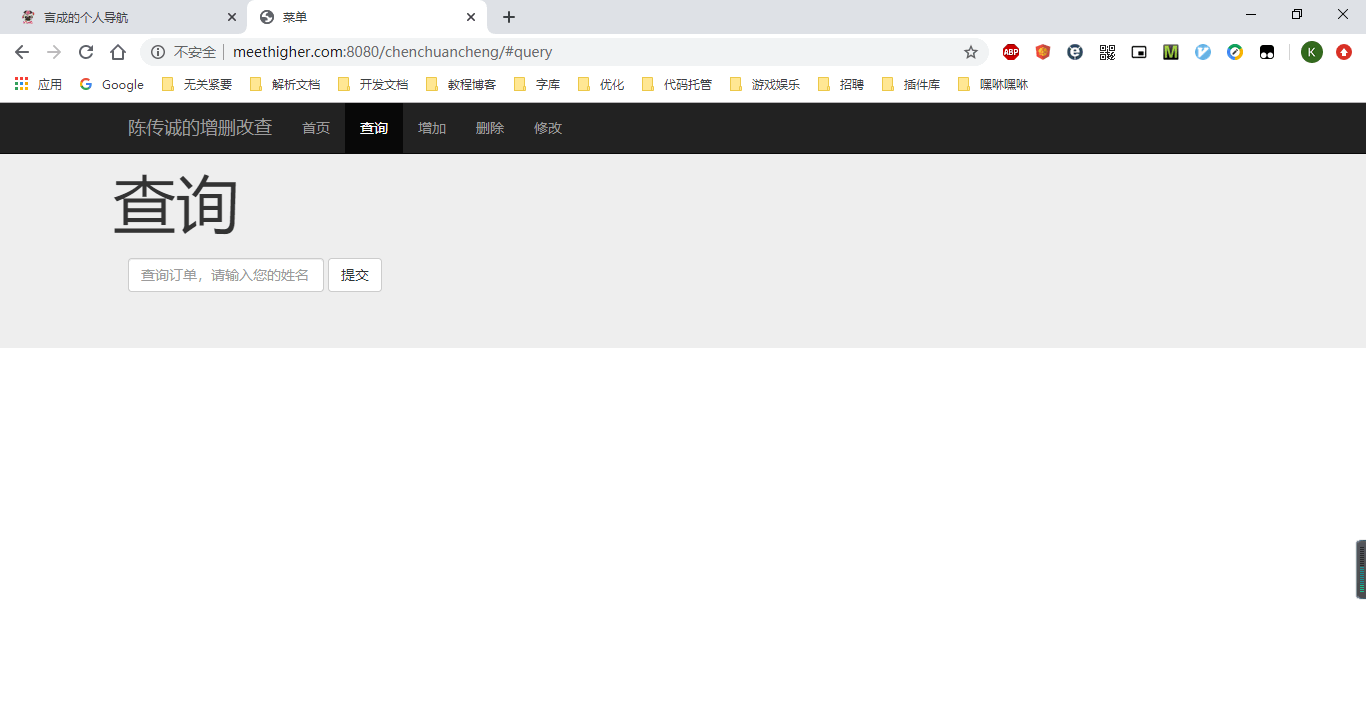 言成的个人导航 菜单
不安全 meethigher.com:8080/chenchuancheng/#query ABP K
应用 Google 无关紧要 解析文档 开发文档 教程博客 字库 优化 代码托管 游戏娱乐 招聘 插件库 嘿咻嘿咻
陈传诚的增删改查 首页 查询 增加 删除 修改
查询
查询订单，请输入您的姓名 提交